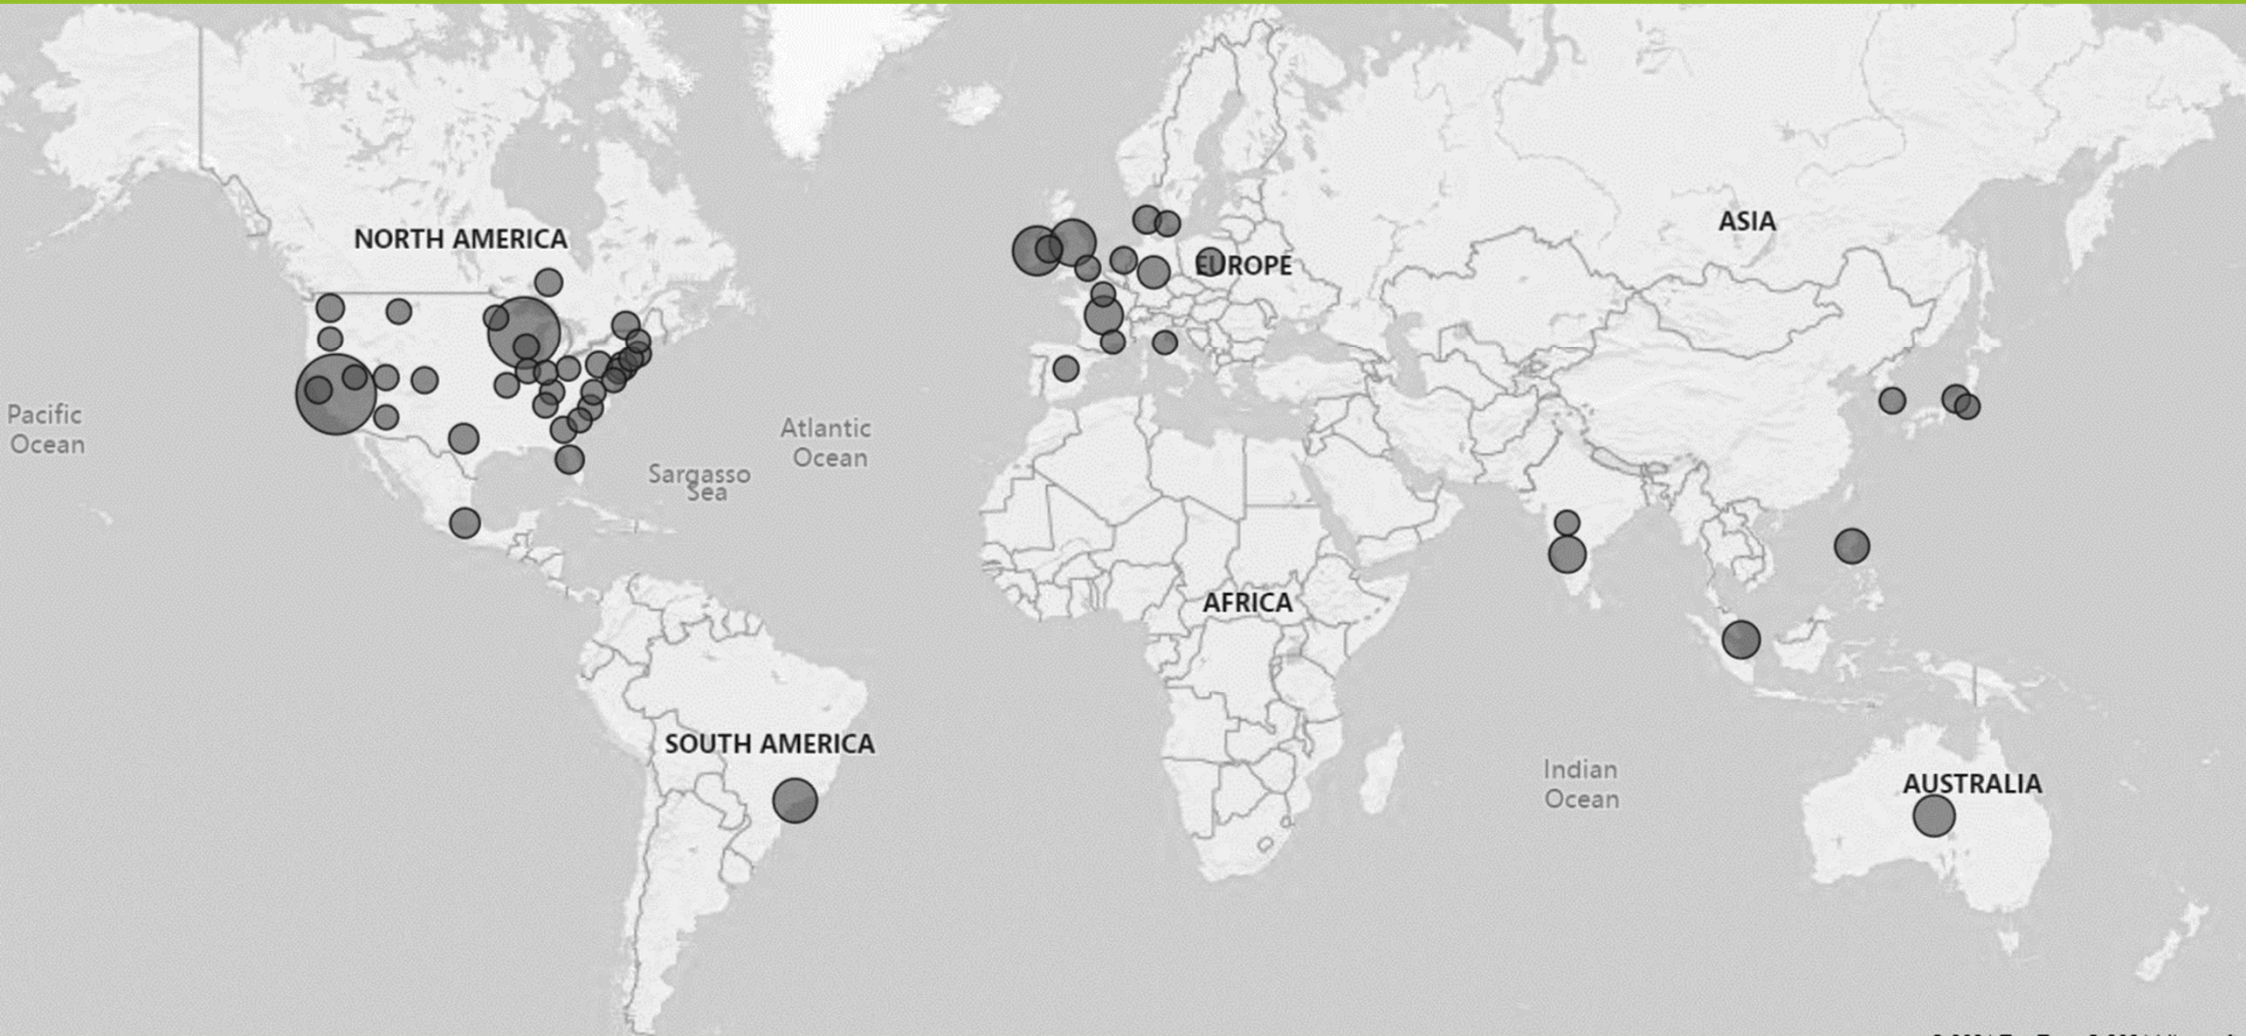 ASIA
NORTH AMERICA
EUROPE
Pacific
Ocean
Atlantic
Ocean
Sargasso
Sea
AFRICA
SOUTH AMERICA
Indian
Ocean
AUSTRALIA